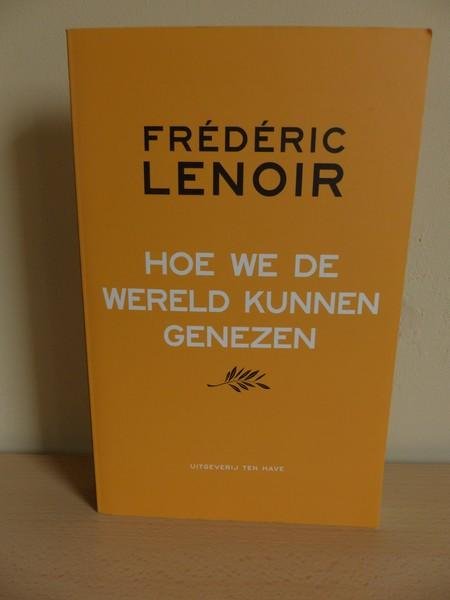 FRÉDÉRIC
LENOIR
HOE WE DE
WERELD KUNNEN
GENEZEN
UITGEVERIJ TEN HAVE